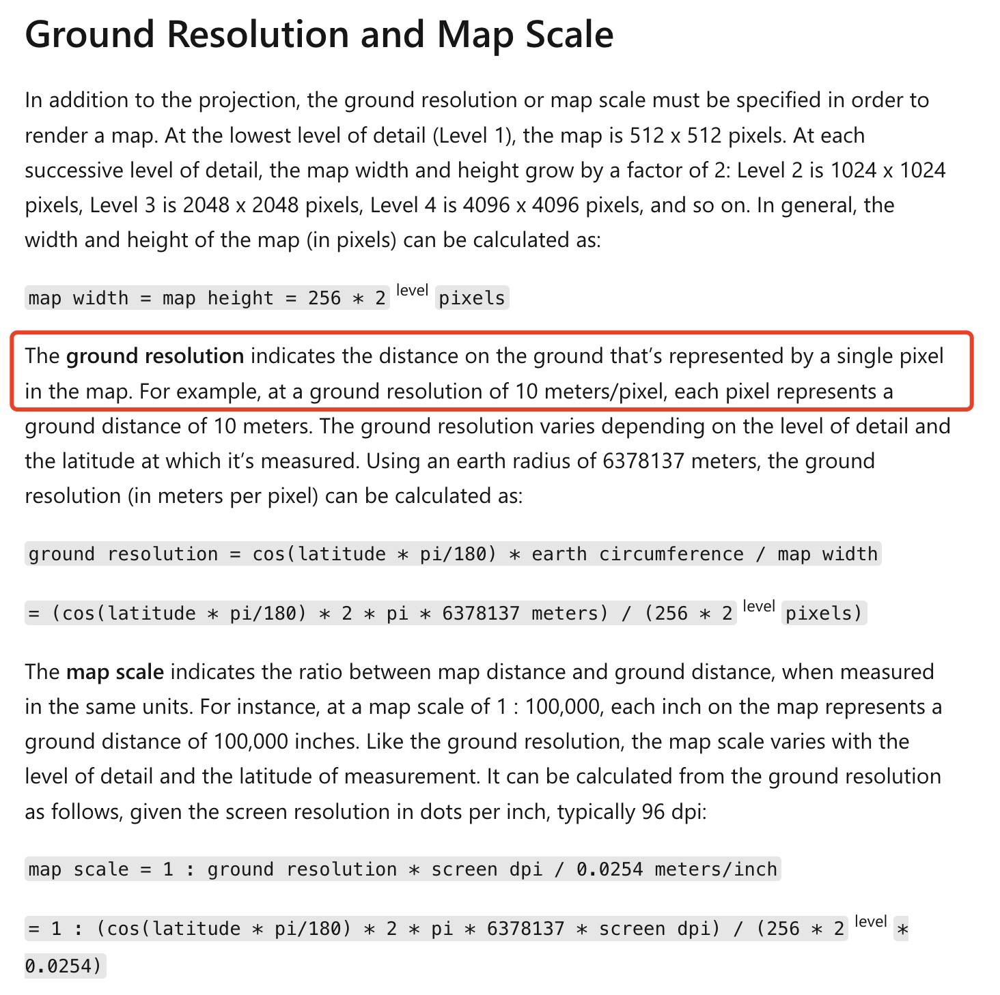 Ground Resolution and Map Scale
In addition to the projection, the ground resolution or map scale must be specified in order to
render a map. At the lowest level of detail (Level 1), the map is 512 x 512 pixels. At each
successive level of detail, the map width and height grow by a factor of 2: Level 2 is 1024 x 1024
pixels, Level 3 is 2048 x 2048 pixels, Level 4 is 4096 x 4096 pixels, and so on. In general, the
width and height of the map (in pixels) can be calculated as:
map width = map height = 256 * 2 level pixels
The ground resolution indicates the distance on the ground that’s represented by a single pixel
in the map. For example, at a ground resolution of 10 meters/pixel, each pixel represents a
ground distance of 10 meters. The ground resolution varies depending on the level of detail and
the latitude at which it’s measured. Using an earth radius of 6378137 meters, the ground
resolution (in meters per pixel) can be calculated as:
ground resolution = cos(latitude * pi/180) * earth circumference / map width
= (cos(latitude * pi/180) * 2 * pi * 6378137 meters) / (256 * 2 level pixels)
The map scale indicates the ratio between map distance and ground distance, when measured
in the same units. For instance, at a map scale of 1 : 100,000, each inch on the map represents a
ground distance of 100,000 inches. Like the ground resolution, the map scale varies with the
level of detail and the latitude of measurement. It can be calculated from the ground resolution
as follows, given the screen resolution in dots per inch, typically 96 dpi:
map scale = 1 : ground resolution * screen dpi / 0.0254 meters/inch
= 1 : (cos(latitude * pi/180) * 2 * pi * 6378137 * screen dpi) / (256 * 2 level *
0.0254)